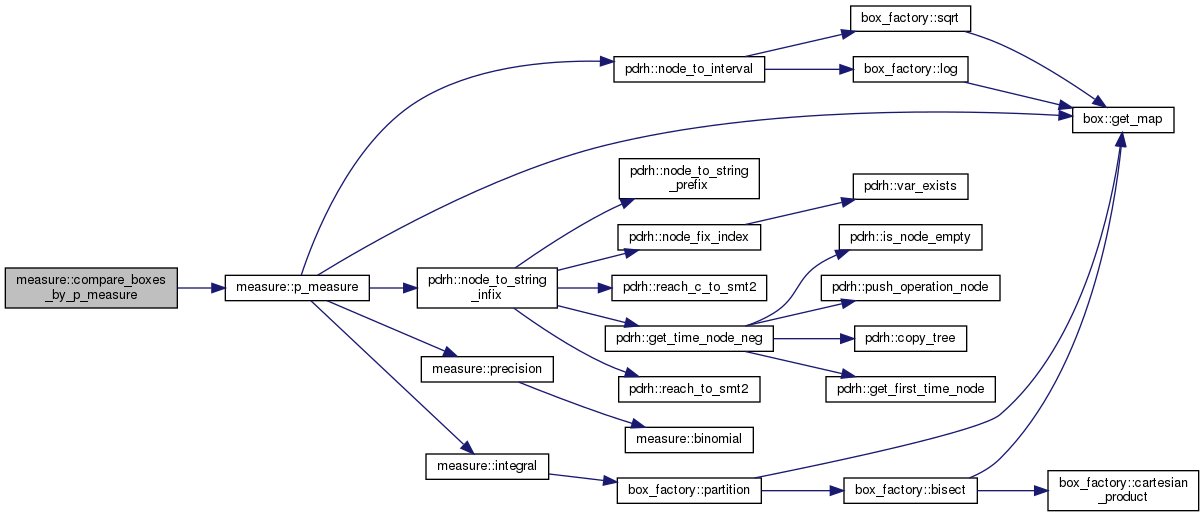 measure::compare_boxes
_by_p_measure
measure::p_measure
pdrh::node_to_interval
box_factory::sqrt
box_factory::log
box::get_map
pdrh::node_to_string
_infix
pdrh::node_to_string
_prefix
pdrh::node_fix_index
pdrh::var_exists
pdrh::reach_c_to_smt2
pdrh::get_time_node_neg
pdrh::is_node_empty
pdrh::push_operation_node
pdrh::copy_tree
pdrh::get_first_time_node
pdrh::reach_to_smt2
measure::precision
measure::binomial
measure::integral
box_factory::partition
box_factory::bisect
box_factory::cartesian
_product